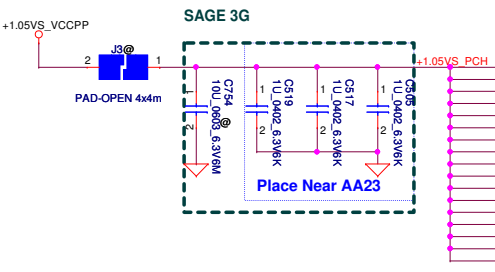 SAGE 3G
+1.05VS_VCCPP
J3@
2
1
PAD-OPEN 4x4m
+1.05VS_PCH
1
2
C754
10U_0603_6.3V6M
@
1
2
C519
1U_0402_6.3V6K
1
2
C517
1U_0402_6.3V6K
1
2
1U_0402_6.3V6K
Place Near AA23